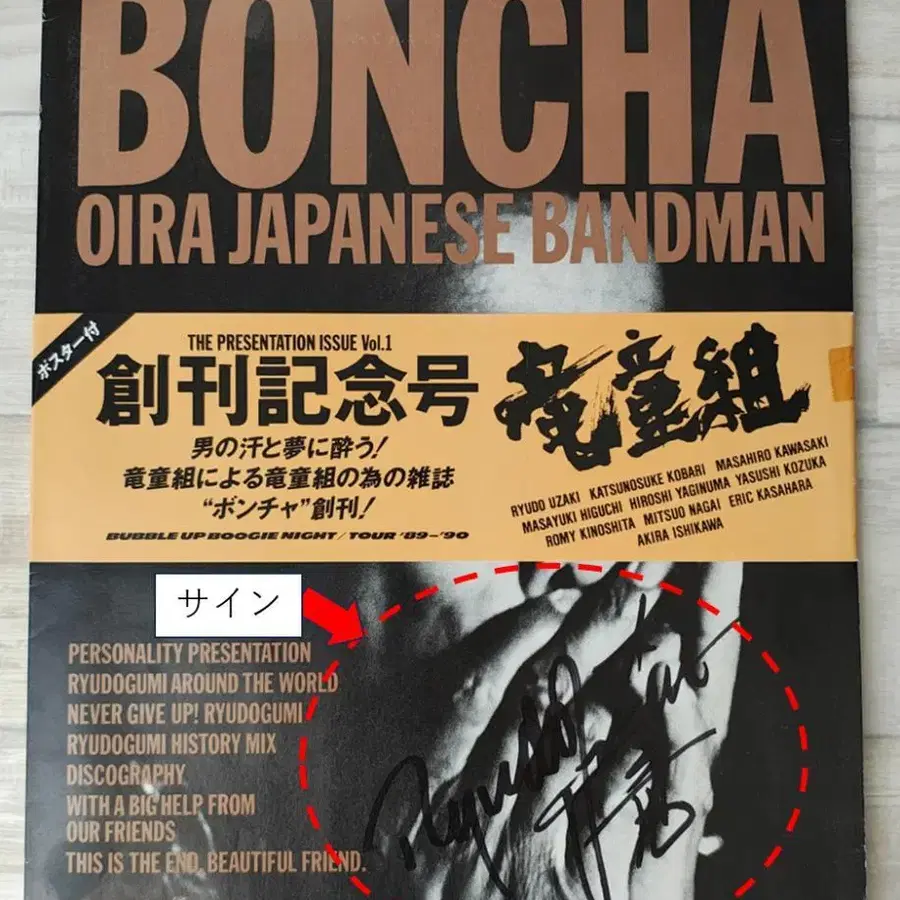 BONCHA
OIRA JAPANESE BANDMAN
ポスター付
THE PRESENTATION ISSUE Vol.1
創刊記念号
竜童組
男の汗と夢に酔う!
竜童組による竜童組の為の雑誌
“ボンチャ”創刊!
BUBBLE UP BOOGIE NIGHT/TOUR '89-'90
RYUDO UZAKI KATSUNOSUKE KOBARI MASAHIRO KAWASAKI
MASAYUKI HIGUCHI HIROSHI YAGINUMA YASUSHI KOZUKA
ROMY KINOSHITA MITSUO NAGAI ERIC KASAHARA
AKIRA ISHIKAWA
サイン
PERSONALITY PRESENTATION
RYUDOGUMI AROUND THE WORLD
NEVER GIVE UP! RYUDOGUMI
RYUDOGUMI HISTORY MIX
DISCOGRAPHY
WITH A BIG HELP FROM
OUR FRIENDS
THIS IS THE END, BEAUTIFUL FRIEND.
Ryudo